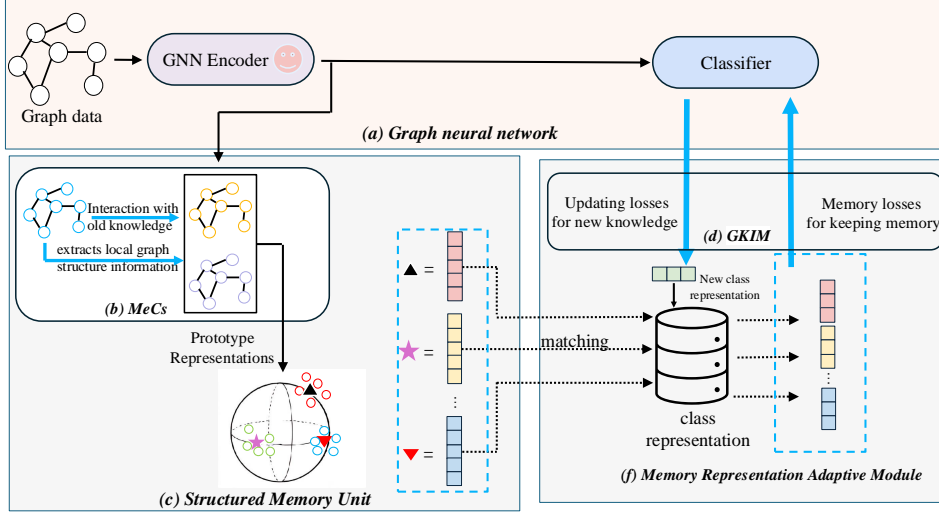 GNN Encoder
Classifier
Graph data
(a) Graph neural network
Interaction with
old knowledge
extracts local graph
structure information
(b) MeCs
Prototype
Representations
(c) Structured Memory Unit
=
=
...
=
matching
Updating losses
for new knowledge
Memory losses
for keeping memory
(d) GKIM
New class
representation
class
representation
...
(f) Memory Representation Adaptive Module